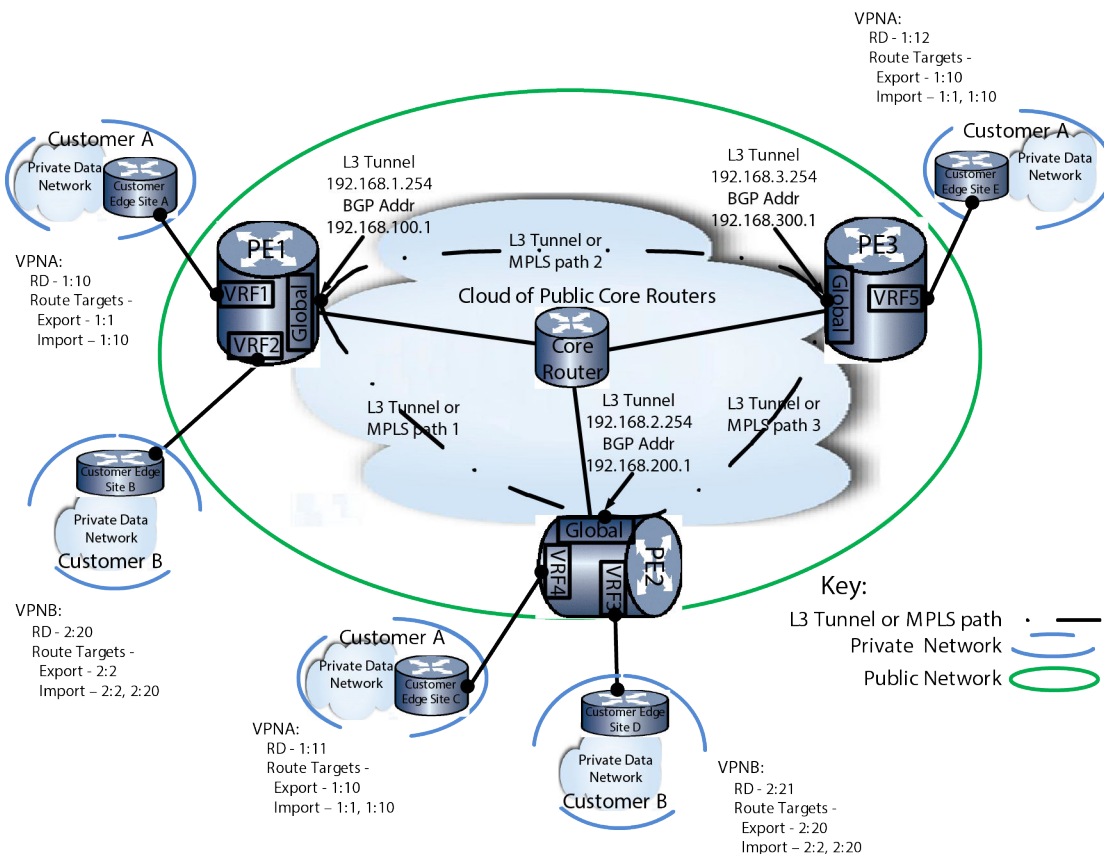 VPNA:
RD - 1:12
Route Targets -
Export - 1:10
Import – 1:1, 1:10
Customer A
Private Data
Network
Customer
Edge Site A
L3 Tunnel
192.168.1.254
BGP Addr
192.168.100.1
L3 Tunnel
192.168.3.254
BGP Addr
192.168.300.1
Customer A
Customer
Edge Site E
Private Data
Network
VPNA:
RD - 1:10
Route Targets -
Export - 1:1
Import – 1:10
PE1
VRF1
VRF2
Global
L3 Tunnel or
MPLS path 2
Cloud of Public Core Routers
Core
Router
PE3
Global
VRF5
L3 Tunnel or
MPLS path 1
L3 Tunnel
192.168.2.254
BGP Addr
192.168.200.1
L3 Tunnel or
MPLS path 3
Customer Edge
Site B
Private Data
Network
Customer B
VPNB:
RD - 2:20
Route Targets -
Export - 2:2
Import – 2:2, 2:20
Global
VRF4
VRF3
PE2
Customer A
Private Data
Network
Customer
Edge Site C
VPNA:
RD - 1:11
Route Targets -
Export - 1:10
Import – 1:1, 1:10
Customer Edge
Site D
Private Data
Network
Customer B
VPNB:
RD - 2:21
Route Targets -
Export - 2:20
Import – 2:2, 2:20
Key:
L3 Tunnel or MPLS path
Private Network
Public Network